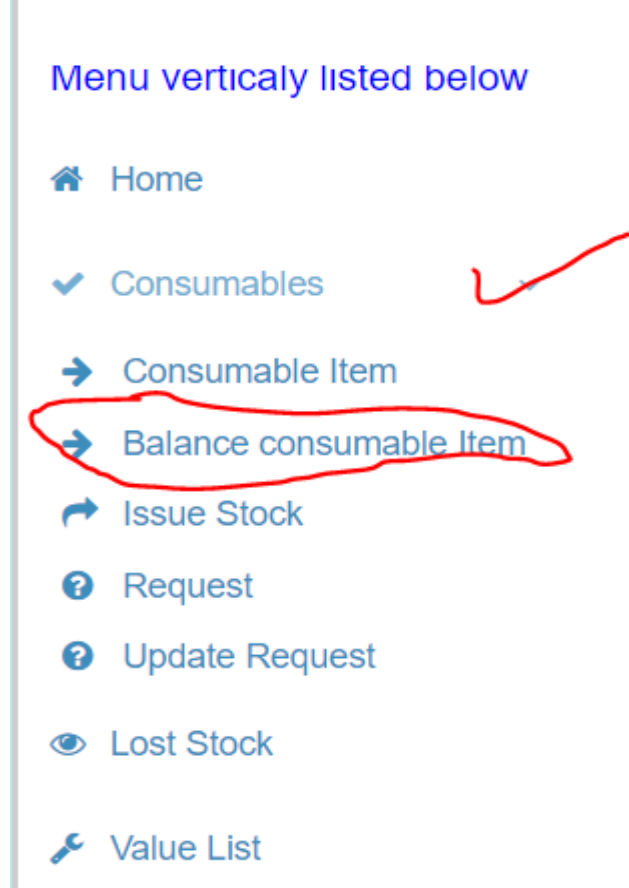 Menu verticaly listed below
Home
Consumables
Consumable Item
Balance consumable Item
Issue Stock
Request
Update Request
Lost Stock
Value List